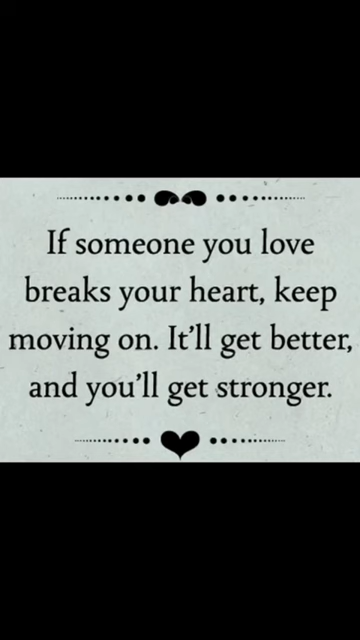 If someone you love
breaks your heart, keep
moving on. It’ll get better,
and you’ll get stronger.